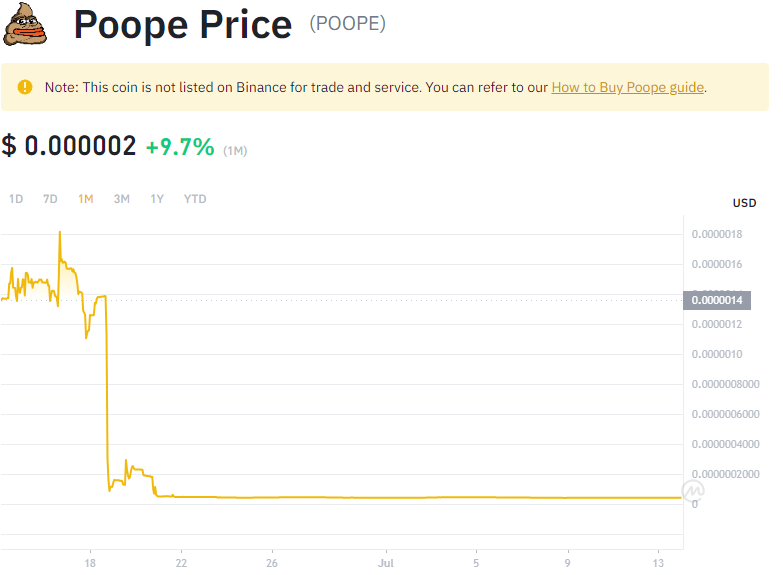 Poope Price (POOPE)
Note: This coin is not listed on Binance for trade and service. You can refer to our How to Buy Poope guide.
$ 0.000002 +9.7% (1M)
1D 7D 1M 3M 1Y YTD
USD
0.0000018
0.0000016
0.0000014
0.0000012
0.0000010
0.0000008000
0.0000006000
0.0000004000
0.0000002000
0
18 22 26 Jul 5 9 13